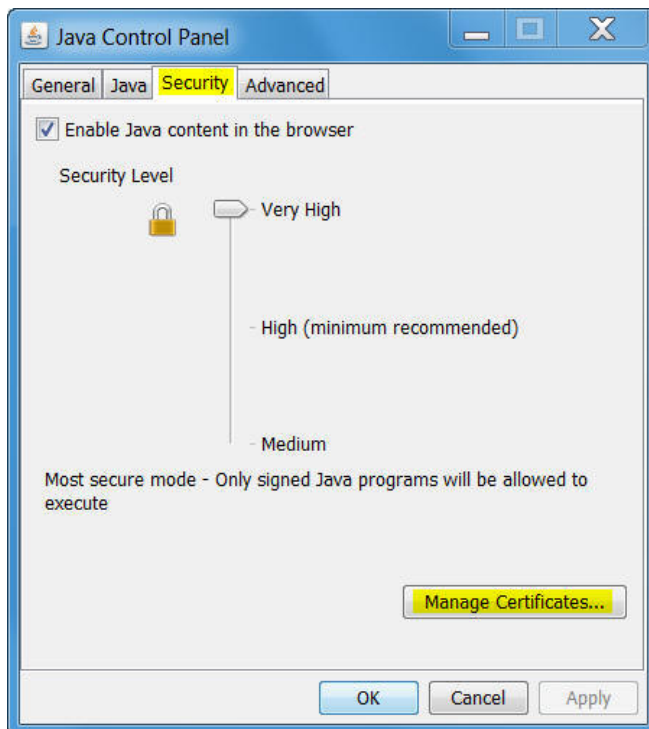 Java Control Panel
General Java Security Advanced
Enable Java content in the browser
Security Level
Very High
High (minimum recommended)
Medium
Most secure mode - Only signed Java programs will be allowed to
execute
Manage Certificates...
OK Cancel Apply